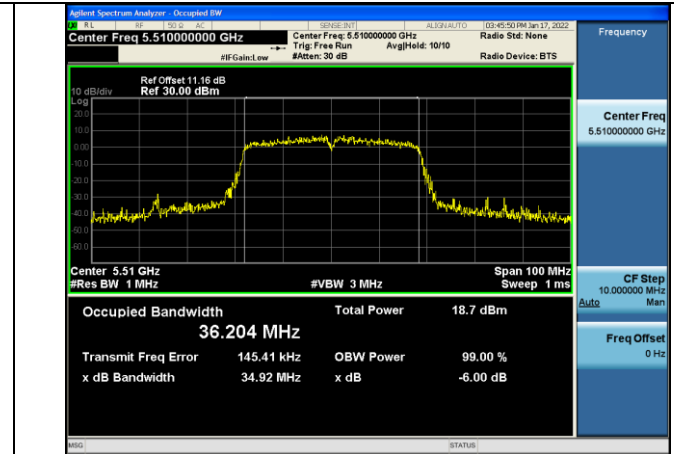 Agilent Spectrum Analyzer - Occupied BW
RL RF 50 Ω AC SENSE:INT ALIGNAUTO 03:45:50 PM Jan 17, 2022
Center Freq 5.510000000 GHz
Center Freq: 5.510000000 GHz
Radio Std: None
Trig: Free Run
Avg|Hold: 10/10
#IFGain:Low
#Atten: 30 dB
Radio Device: BTS
Ref Offset 11.16 dB
10 dB/div Ref 30.00 dBm
Log
20.0
10.0
0.00
-10.0
-20.0
-30.0
-40.0
-50.0
-60.0
Center 5.51 GHz
Span 100 MHz
#Res BW 1 MHz
#VBW 3 MHz
Sweep 1 ms
Occupied Bandwidth
Total Power 18.7 dBm
36.204 MHz
Transmit Freq Error 145.41 kHz OBW Power 99.00 %
x dB Bandwidth 34.92 MHz x dB -6.00 dB
MSG STATUS
Frequency
Center Freq
5.510000000 GHz
CF Step
10.000000 MHz
Auto Man
Freq Offset
0 Hz